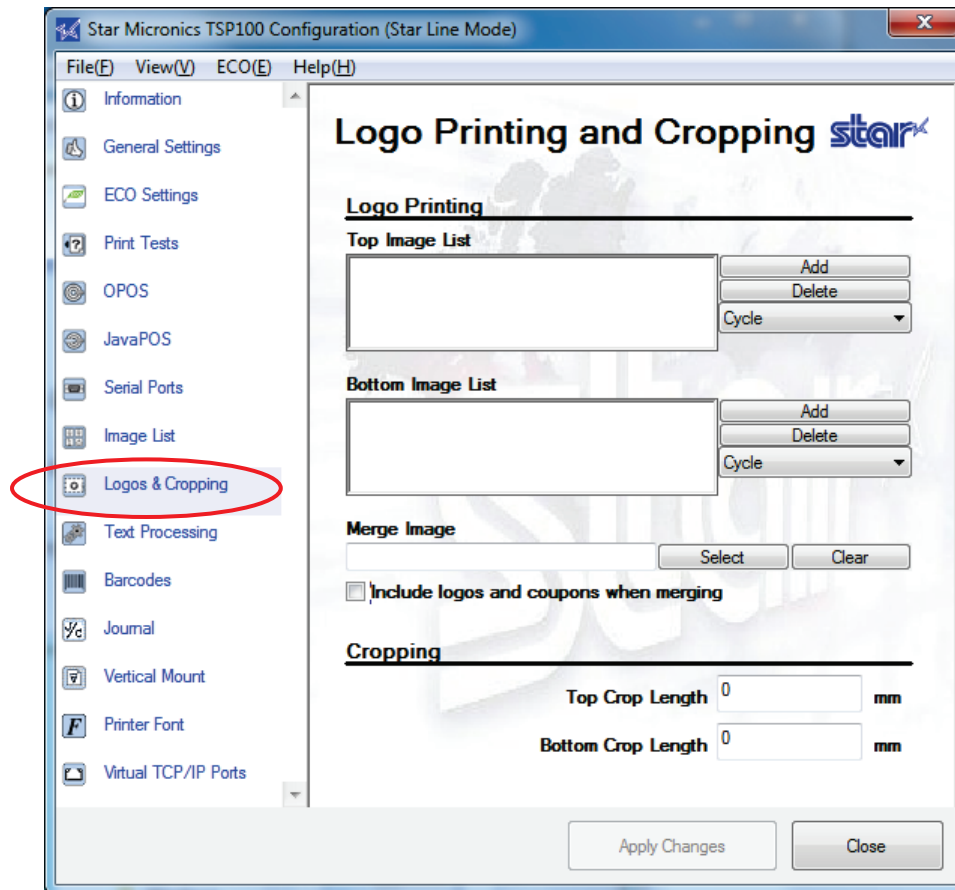 Star Micronics TSP100 Configuration (Star Line Mode)
File(F) View(V) ECO(E) Help(H)
Information
General Settings
ECO Settings
Print Tests
OPOS
JavaPOS
Serial Ports
Image List
Logos & Cropping
Text Processing
Barcodes
Journal
Vertical Mount
Printer Font
Virtual TCP/IP Ports
Logo Printing and Cropping star
Logo Printing
Top Image List
Add
Delete
Cycle
Bottom Image List
Add
Delete
Cycle
Merge Image
Select Clear
Include logos and coupons when merging
Cropping
Top Crop Length 0 mm
Bottom Crop Length 0 mm
Apply Changes Close